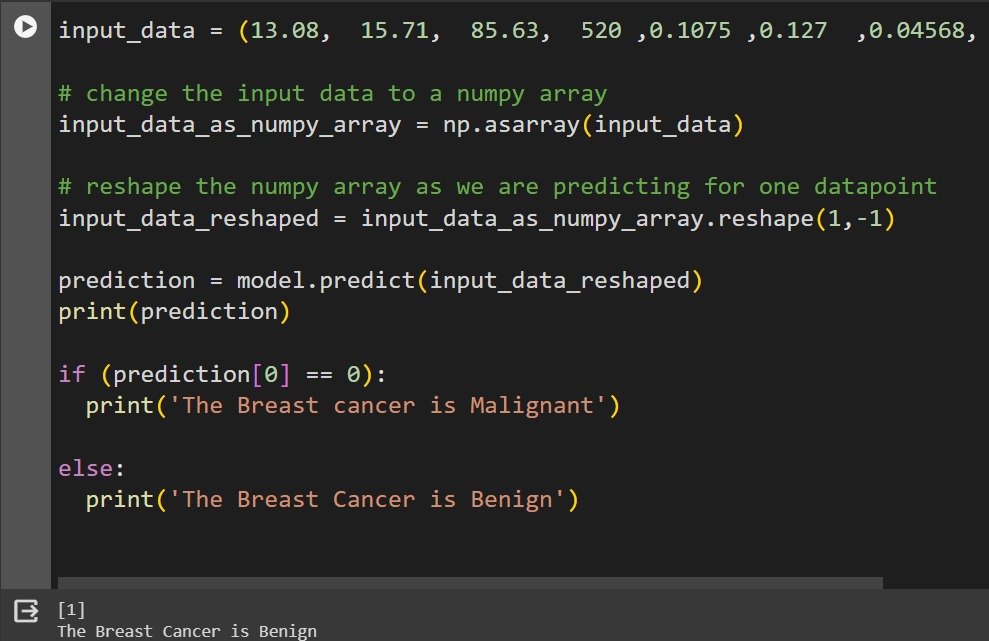 input_data = (13.08,  15.71,  85.63,  520 ,0.1075 ,0.127  ,0.04568,
# change the input data to a numpy array
input_data_as_numpy_array = np.asarray(input_data)
# reshape the numpy array as we are predicting for one datapoint
input_data_reshaped = input_data_as_numpy_array.reshape(1,-1)
prediction = model.predict(input_data_reshaped)
print(prediction)
if (prediction[0] == 0):
  print('The Breast cancer is Malignant')
else:
  print('The Breast Cancer is Benign')
[1]
The Breast Cancer is Benign